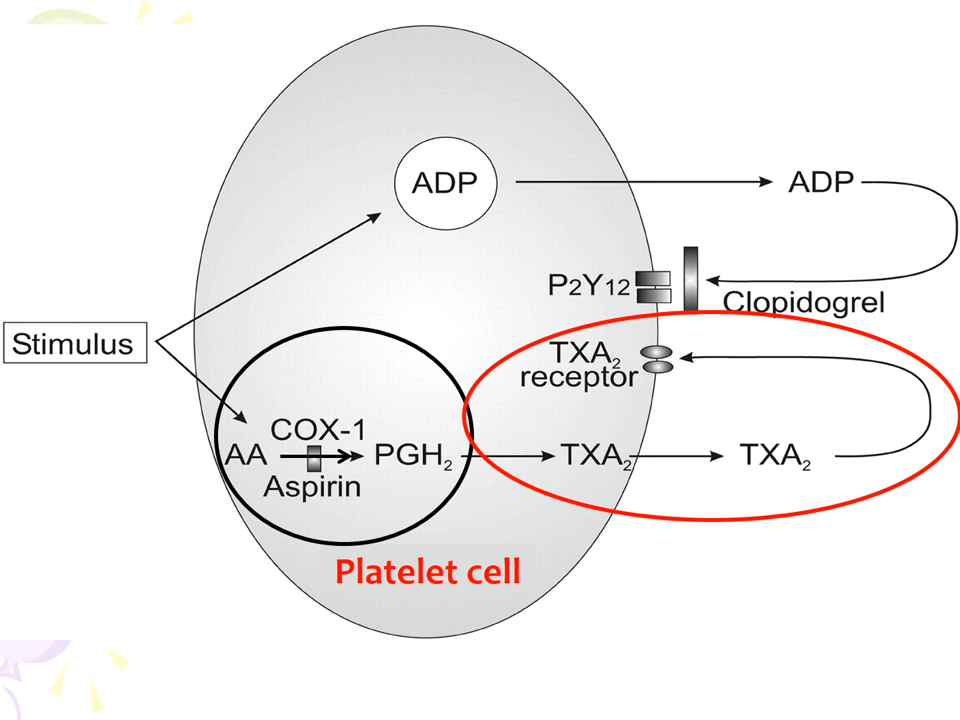 ADP
ADP
P2Y12
Clopidogrel
Stimulus
TXA₂
receptor
COX-1
AA
PGH₂
TXA₂
TXA₂
Aspirin
Platelet cell